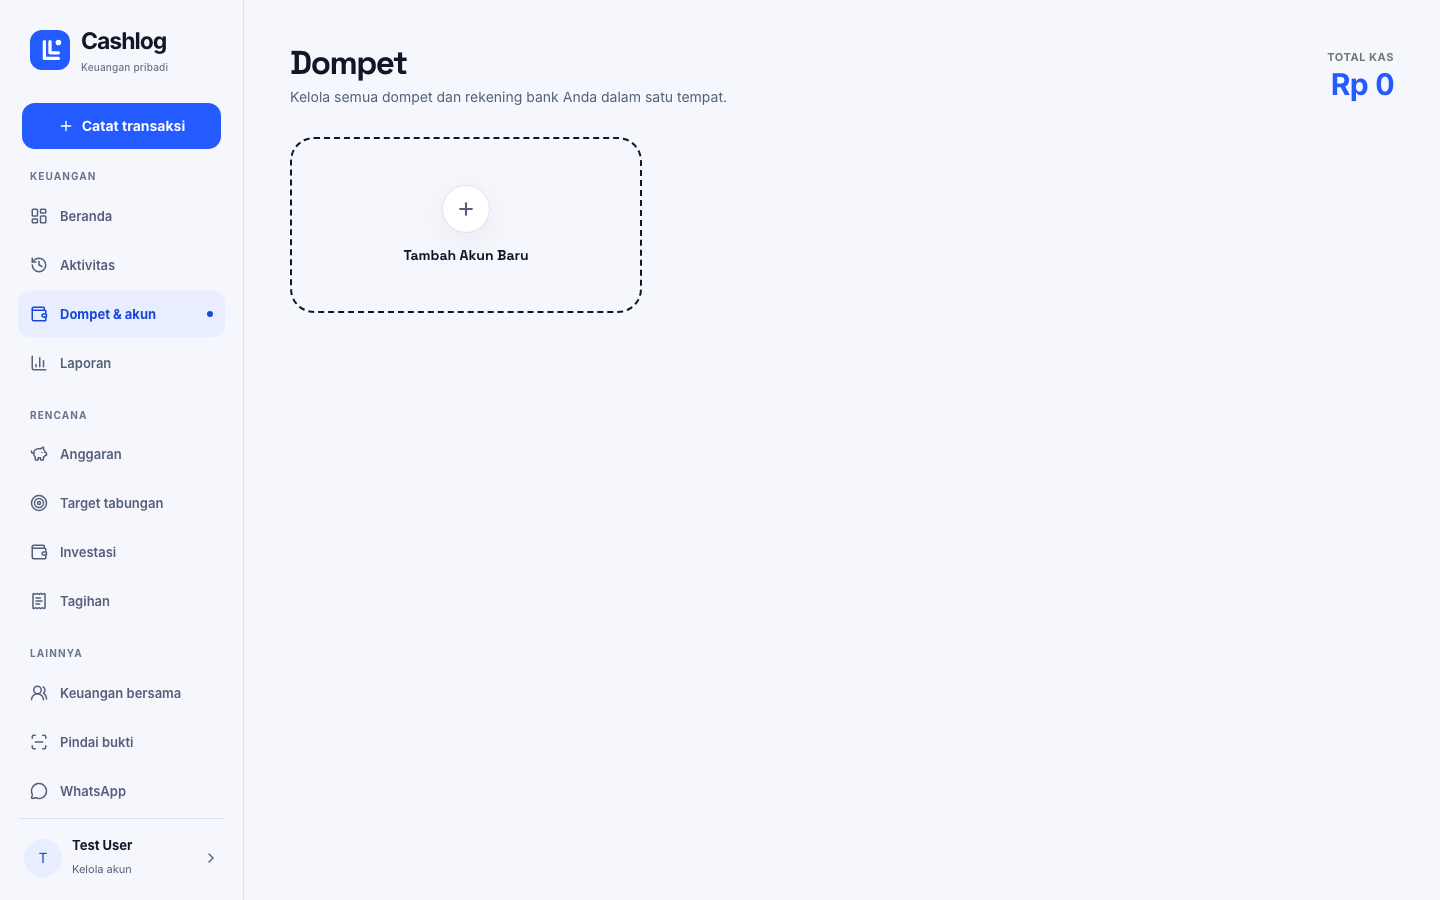 Cashlog
Keuangan pribadi
Catat transaksi
KEUANGAN
Beranda
Aktivitas
Dompet & akun
Laporan
RENCANA
Anggaran
Target tabungan
Investasi
Tagihan
LAINNYA
Keuangan bersama
Pindai bukti
WhatsApp
T
Test User
Kelola akun
Dompet
Kelola semua dompet dan rekening bank Anda dalam satu tempat.
TOTAL KAS
Rp 0
Tambah Akun Baru